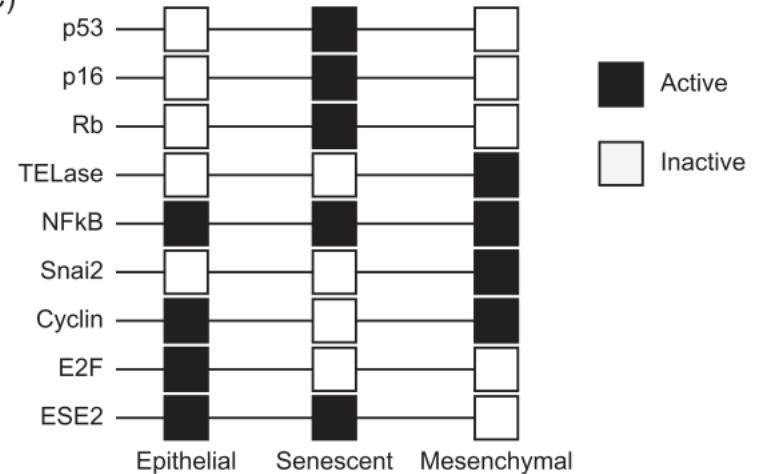 p53
p16
Rb
TELase
NFkB
Snai2
Cyclin
E2F
ESE2
Epithelial Senescent Mesenchymal
Active
Inactive